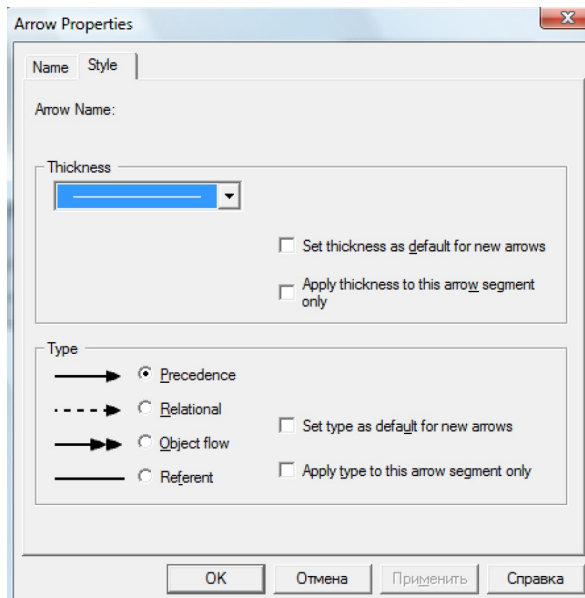 Arrow Properties
Name Style
Arrow Name:
Thickness
Set thickness as default for new arrows
Apply thickness to this arrow segment
only
Type
Precedence
Relational
Object flow
Referent
Set type as default for new arrows
Apply type to this arrow segment only
OK Отмена Применить Справка